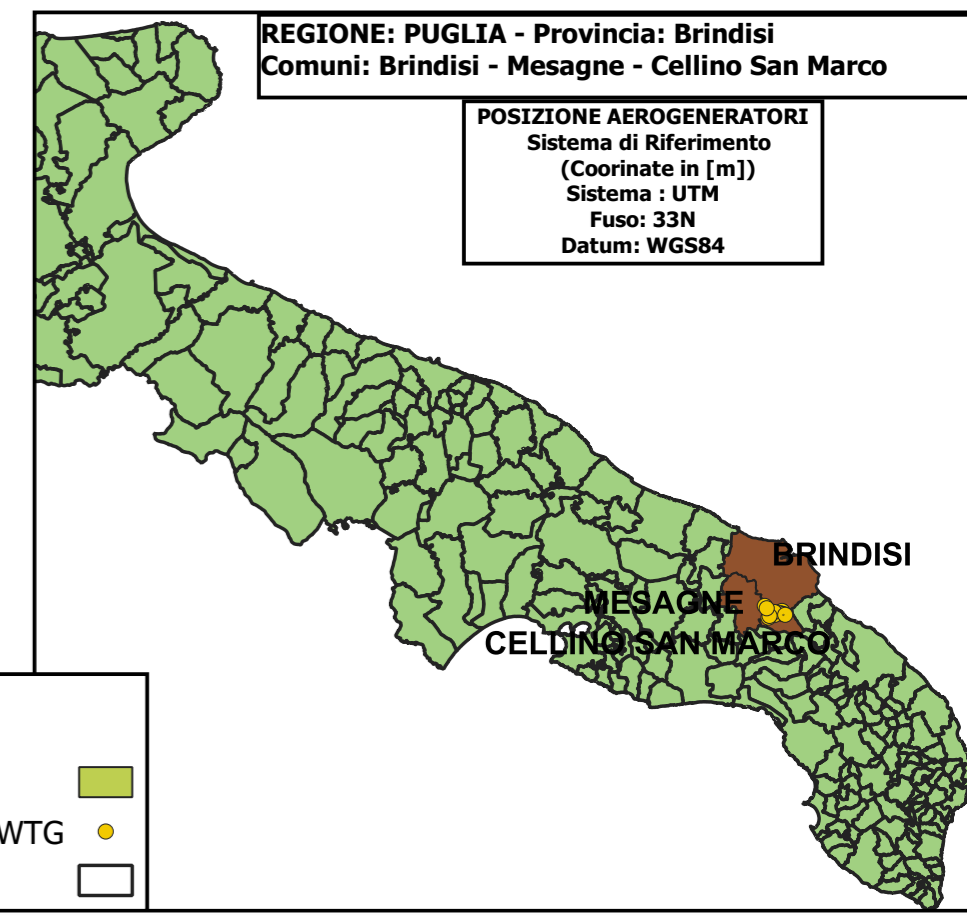 REGIONE: PUGLIA - Provincia: Brindisi
Comuni: Brindisi - Mesagne - Cellino San Marco
POSIZIONE AEROGENERATORI
Sistema di Riferimento
(Coorinate in [m])
Sistema : UTM
Fuso: 33N
Datum: WGS84
BRINDISI
MESAGNE
CELLINO SAN MARCO
WTG